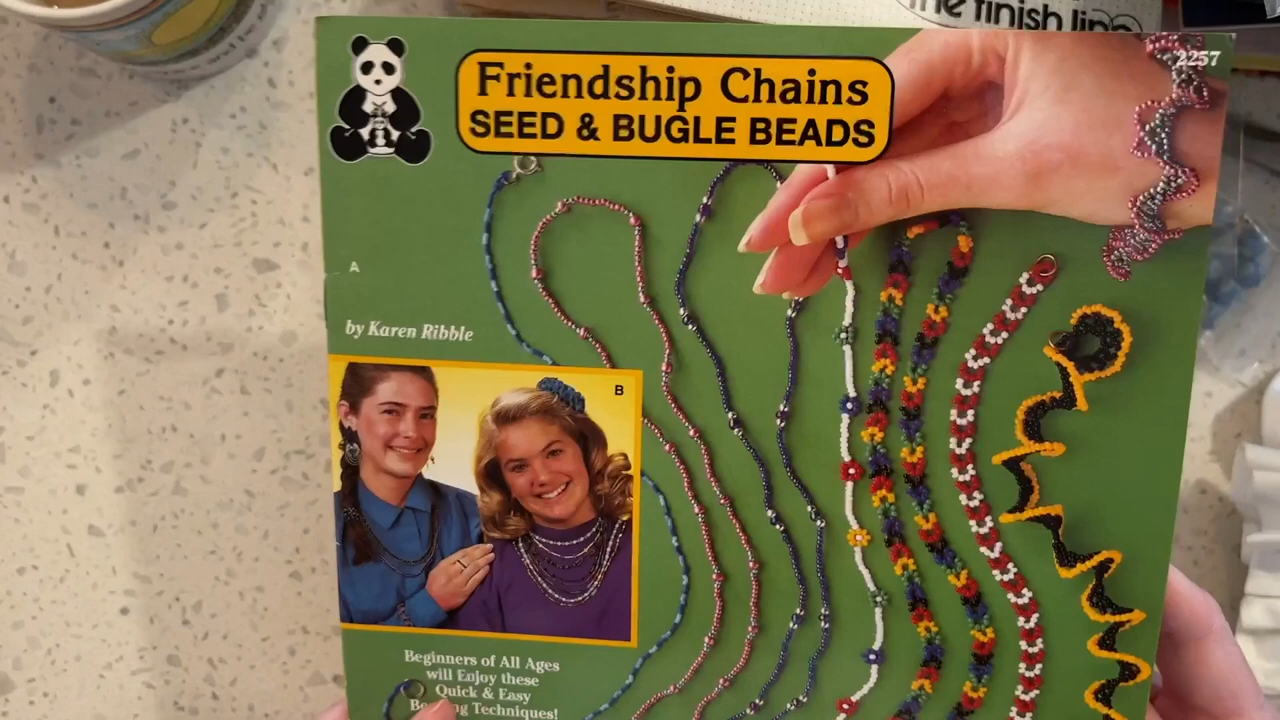 the finish line
2257
Friendship Chains
SEED & BUGLE BEADS
A
by Karen Ribble
B
Beginners of All Ages
will Enjoy these
Quick & Easy
Beading Techniques!